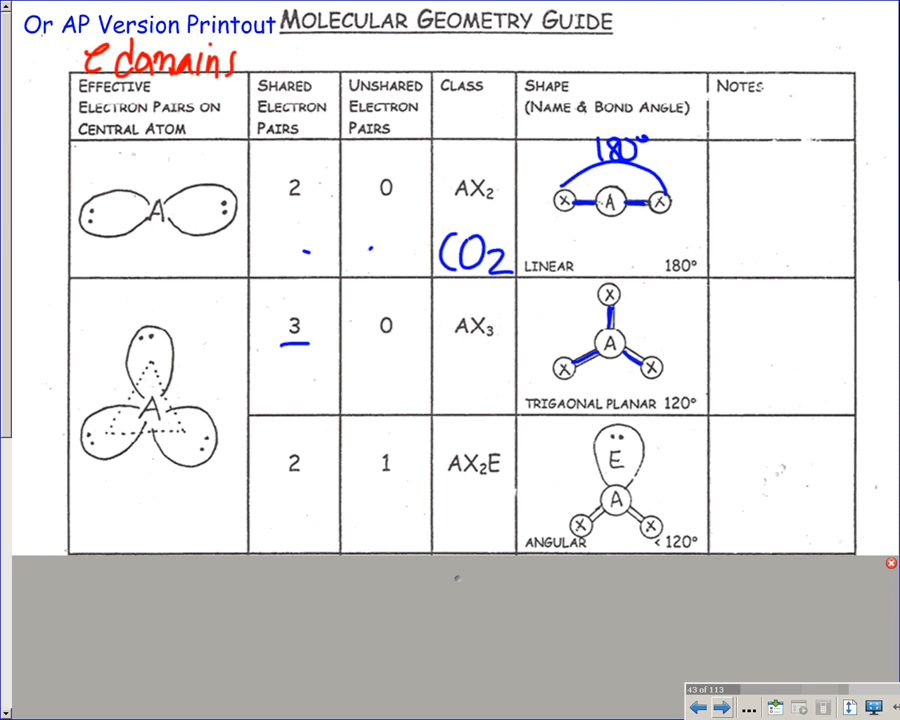 Or AP Version Printout MOLECULAR GEOMETRY GUIDE
e domains
EFFECTIVE
ELECTRON PAIRS ON
CENTRAL ATOM
SHARED
ELECTRON
PAIRS
UNSHARED
ELECTRON
PAIRS
CLASS
SHAPE
(NAME & BOND ANGLE)
NOTES
A
2
0
AX₂
CO₂
180°
X A X
LINEAR 180°
A
3
0
AX₃
X
A
X X
TRIGAONAL PLANAR 120°
2
1
AX₂E
E
A
X X
ANGULAR < 120°
43 of 113